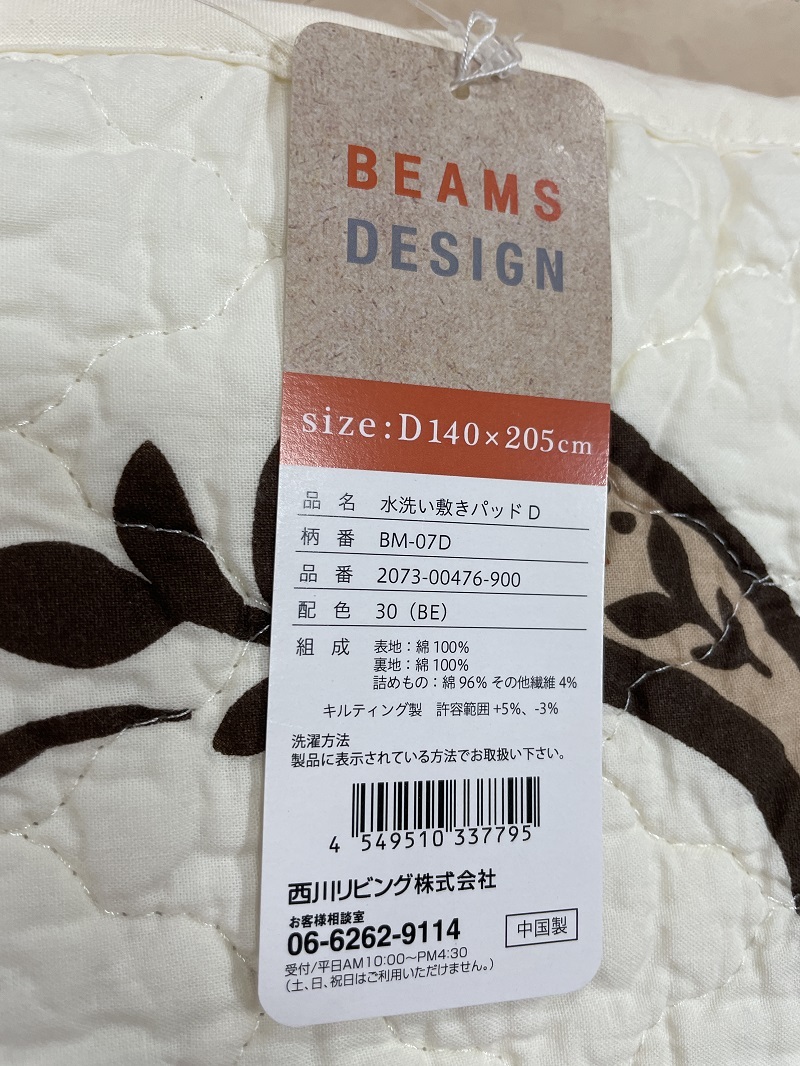 BEAMS
DESIGN
size:D140×205cm
品 名 水洗い敷きパッド D
柄 番 BM-07D
品 番 2073-00476-900
配 色 30（BE）
組 成 表地：綿 100%
裏地：綿 100%
詰めもの：綿 96% その他繊維 4%
キルティング製 許容範囲 +5%、-3%
洗濯方法
製品に表示されている方法でお取扱い下さい。
4 549510 337795
西川リビング株式会社
お客様相談室
06-6262-9114
中国製
受付/平日AM10:00〜PM4:30
（土、日、祝日はご利用いただけません。）